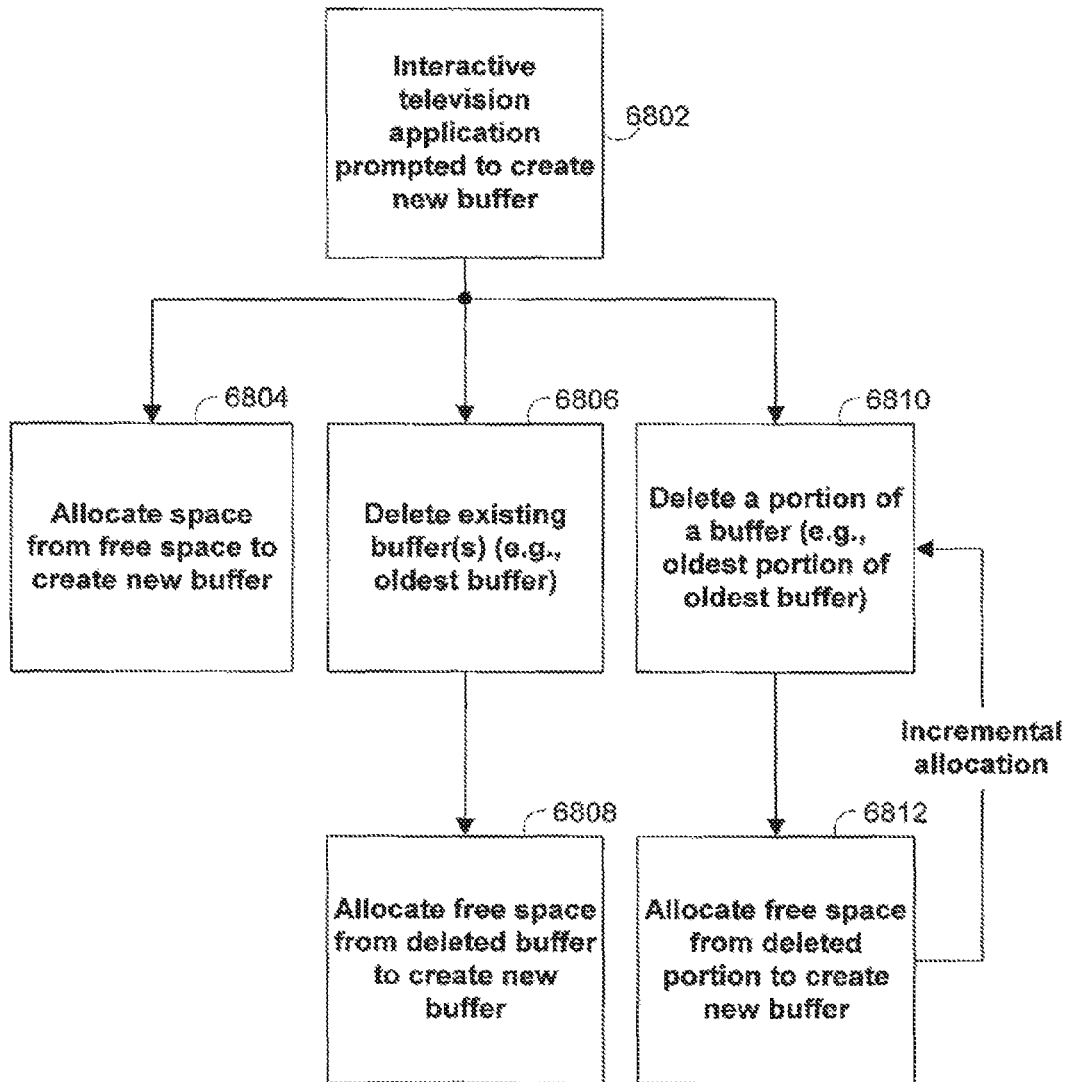 Interactive
television
application
prompted to create
new buffer
6802
6804
Allocate space
from free space to
create new buffer
6806
Delete existing
buffer(s) (e.g.,
oldest buffer)
6810
Delete a portion of
a buffer (e.g.,
oldest portion of
oldest buffer)
Incremental
allocation
6808
Allocate free space
from deleted buffer
to create new
buffer
6812
Allocate free space
from deleted
portion to create
new buffer